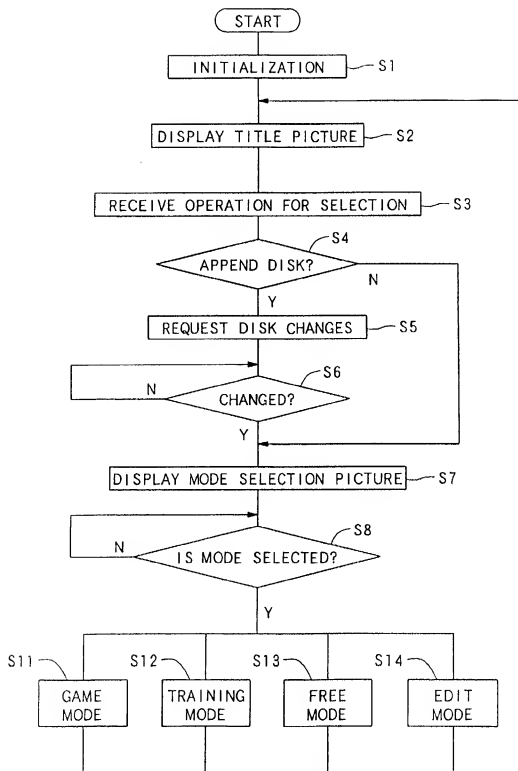 START
INITIALIZATION
S1
DISPLAY TITLE PICTURE
S2
RECEIVE OPERATION FOR SELECTION
S3
S4
APPEND DISK?
N
Y
REQUEST DISK CHANGES
S5
S6
N
CHANGED?
Y
DISPLAY MODE SELECTION PICTURE
S7
S8
N
IS MODE SELECTED?
Y
S11
S12
S13
S14
GAME
MODE
TRAINING
MODE
FREE
MODE
EDIT
MODE